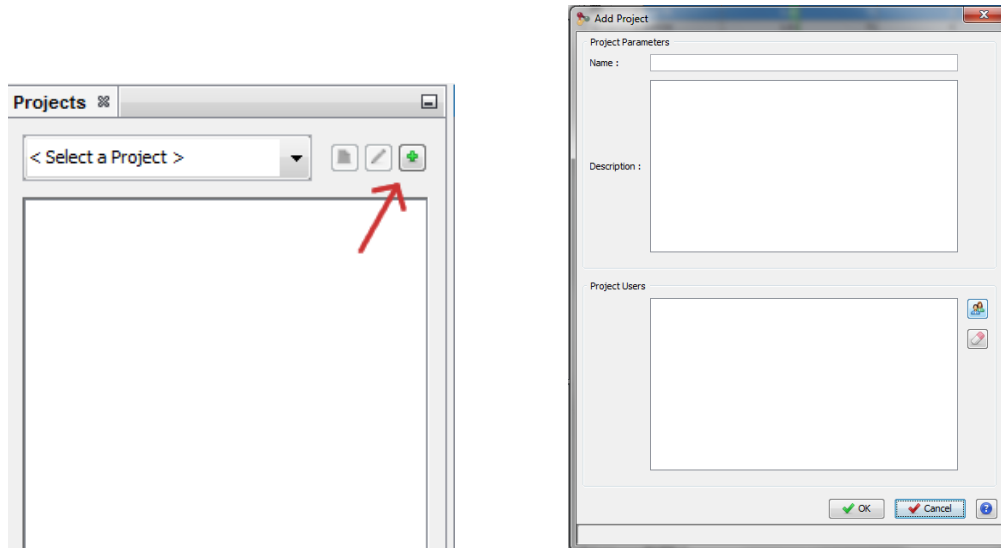 Projects
< Select a Project >
Add Project
Project Parameters
Name :
Description :
Project Users
OK
Cancel